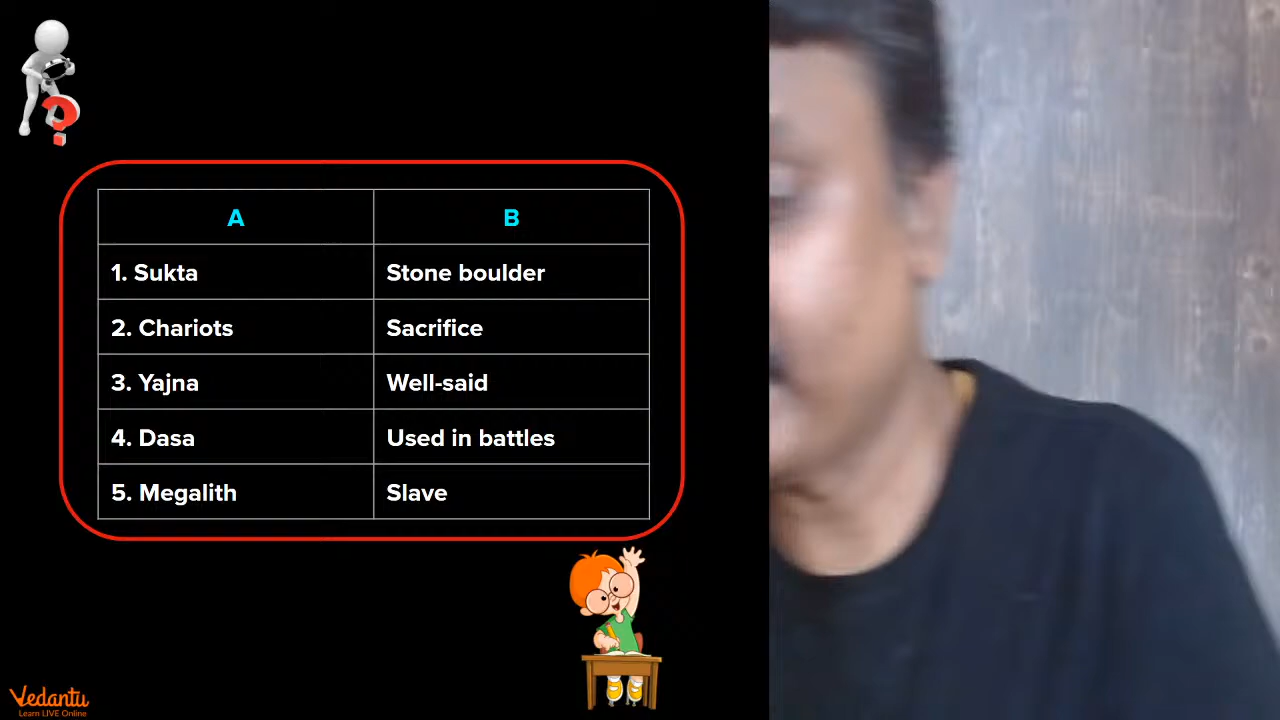 A B
1. Sukta Stone boulder
2. Chariots Sacrifice
3. Yajna Well-said
4. Dasa Used in battles
5. Megalith Slave
Vedantu
Learn LIVE Online